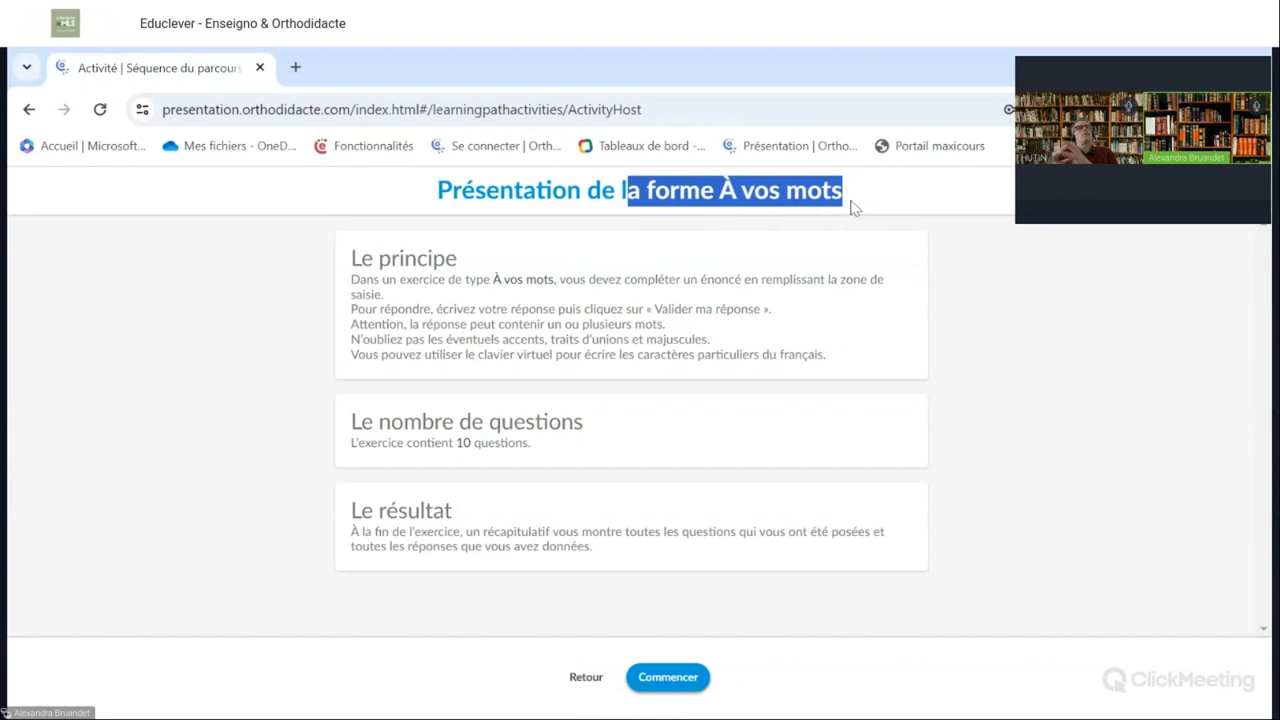 Educlever - Enseigno & Orthodidacte
Activité | Séquence du parcours
presentation.orthodidacte.com/index.html#/learningpathactivities/ActivityHost
Accueil | Microsoft... Mes fichiers - OneD... Fonctionnalités Se connecter | Orth... Tableaux de bord -... Présentation | Ortho... Portail maxicours
HUTIN
Alexandra Bruandet
Présentation de la forme À vos mots
Le principe
Dans un exercice de type À vos mots, vous devez compléter un énoncé en remplissant la zone de
saisie.
Pour répondre, écrivez votre réponse puis cliquez sur « Valider ma réponse ».
Attention, la réponse peut contenir un ou plusieurs mots.
N'oubliez pas les éventuels accents, traits d'unions et majuscules.
Vous pouvez utiliser le clavier virtuel pour écrire les caractères particuliers du français.
Le nombre de questions
L'exercice contient 10 questions.
Le résultat
À la fin de l'exercice, un récapitulatif vous montre toutes les questions qui vous ont été posées et
toutes les réponses que vous avez données.
Retour Commencer
ClickMeeting
Alexandra Bruandet